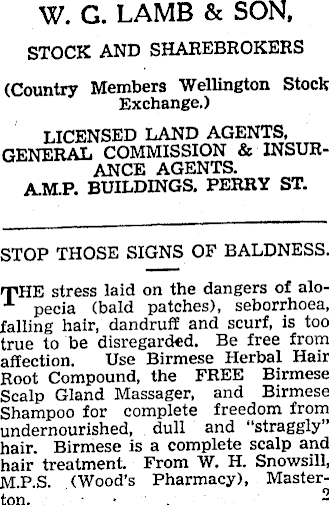 W. G. LAMB & SON,
STOCK AND SHAREBROKERS
(Country Members Wellington Stock
Exchange.)
LICENSED LAND AGENTS,
GENERAL COMMISSION & INSUR-
ANCE AGENTS.
A.M.P. BUILDINGS, PERRY ST.
STOP THOSE SIGNS OF BALDNESS.
THE stress laid on the dangers of alo-
pecia (bald patches), seborrhoea,
falling hair, dandruff and scurf, is too
true to be disregarded. Be free from
affection. Use Birmese Herbal Hair
Root Compound, the FREE Birmese
Scalp Gland Massager, and Birmese
Shampoo for complete freedom from
undernourished, dull and "straggly"
hair. Birmese is a complete scalp and
hair treatment. From W. H. Snowsill,
M.P.S. (Wood's Pharmacy), Master-
ton. 2